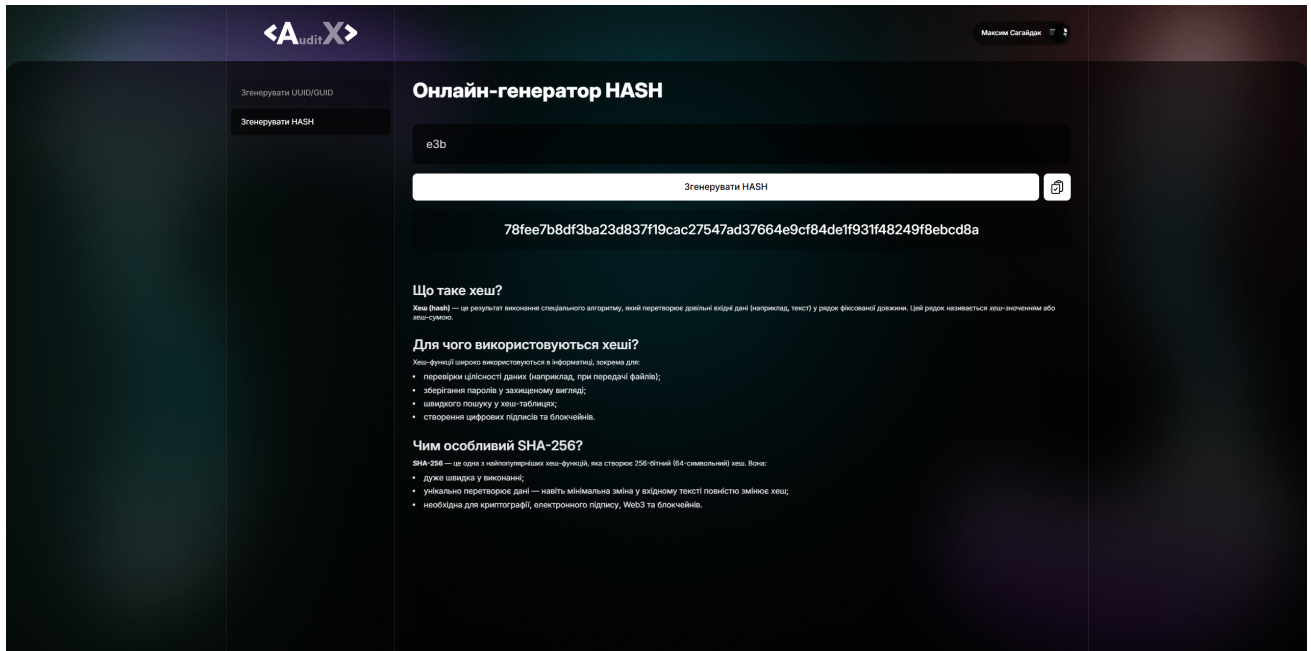 <AuditX>
Максим Сагайдак
Згенерувати UUID/GUID
Згенерувати HASH
Онлайн-генератор HASH
e3b
Згенерувати HASH
78fee7b8df3ba23d837f19cac27547ad37664e9cf84de1f931f48249f8ebcd8a
Що таке хеш?
Хеш (hash) — це результат виконання спеціального алгоритму, який перетворює довільні вхідні дані (наприклад, текст) у рядок фіксованої довжини. Цей рядок називається хеш-значенням або
хеш-сумою.
Для чого використовуються хеші?
Хеш-функції широко використовуються в інформатиці, зокрема для:
• перевірки цілісності даних (наприклад, при передачі файлів);
• зберігання паролів у захищеному вигляді;
• швидкого пошуку у хеш-таблицях;
• створення цифрових підписів та блокчейнів.
Чим особливий SHA-256?
SHA-256 — це одна з найпопулярніших хеш-функцій, яка створює 256-бітний (64-символьний) хеш. Вона:
• дуже швидка у виконанні;
• унікально перетворює дані — навіть мінімальна зміна у вхідному тексті повністю змінює хеш;
• необхідна для криптографії, електронного підпису, Web3 та блокчейнів.